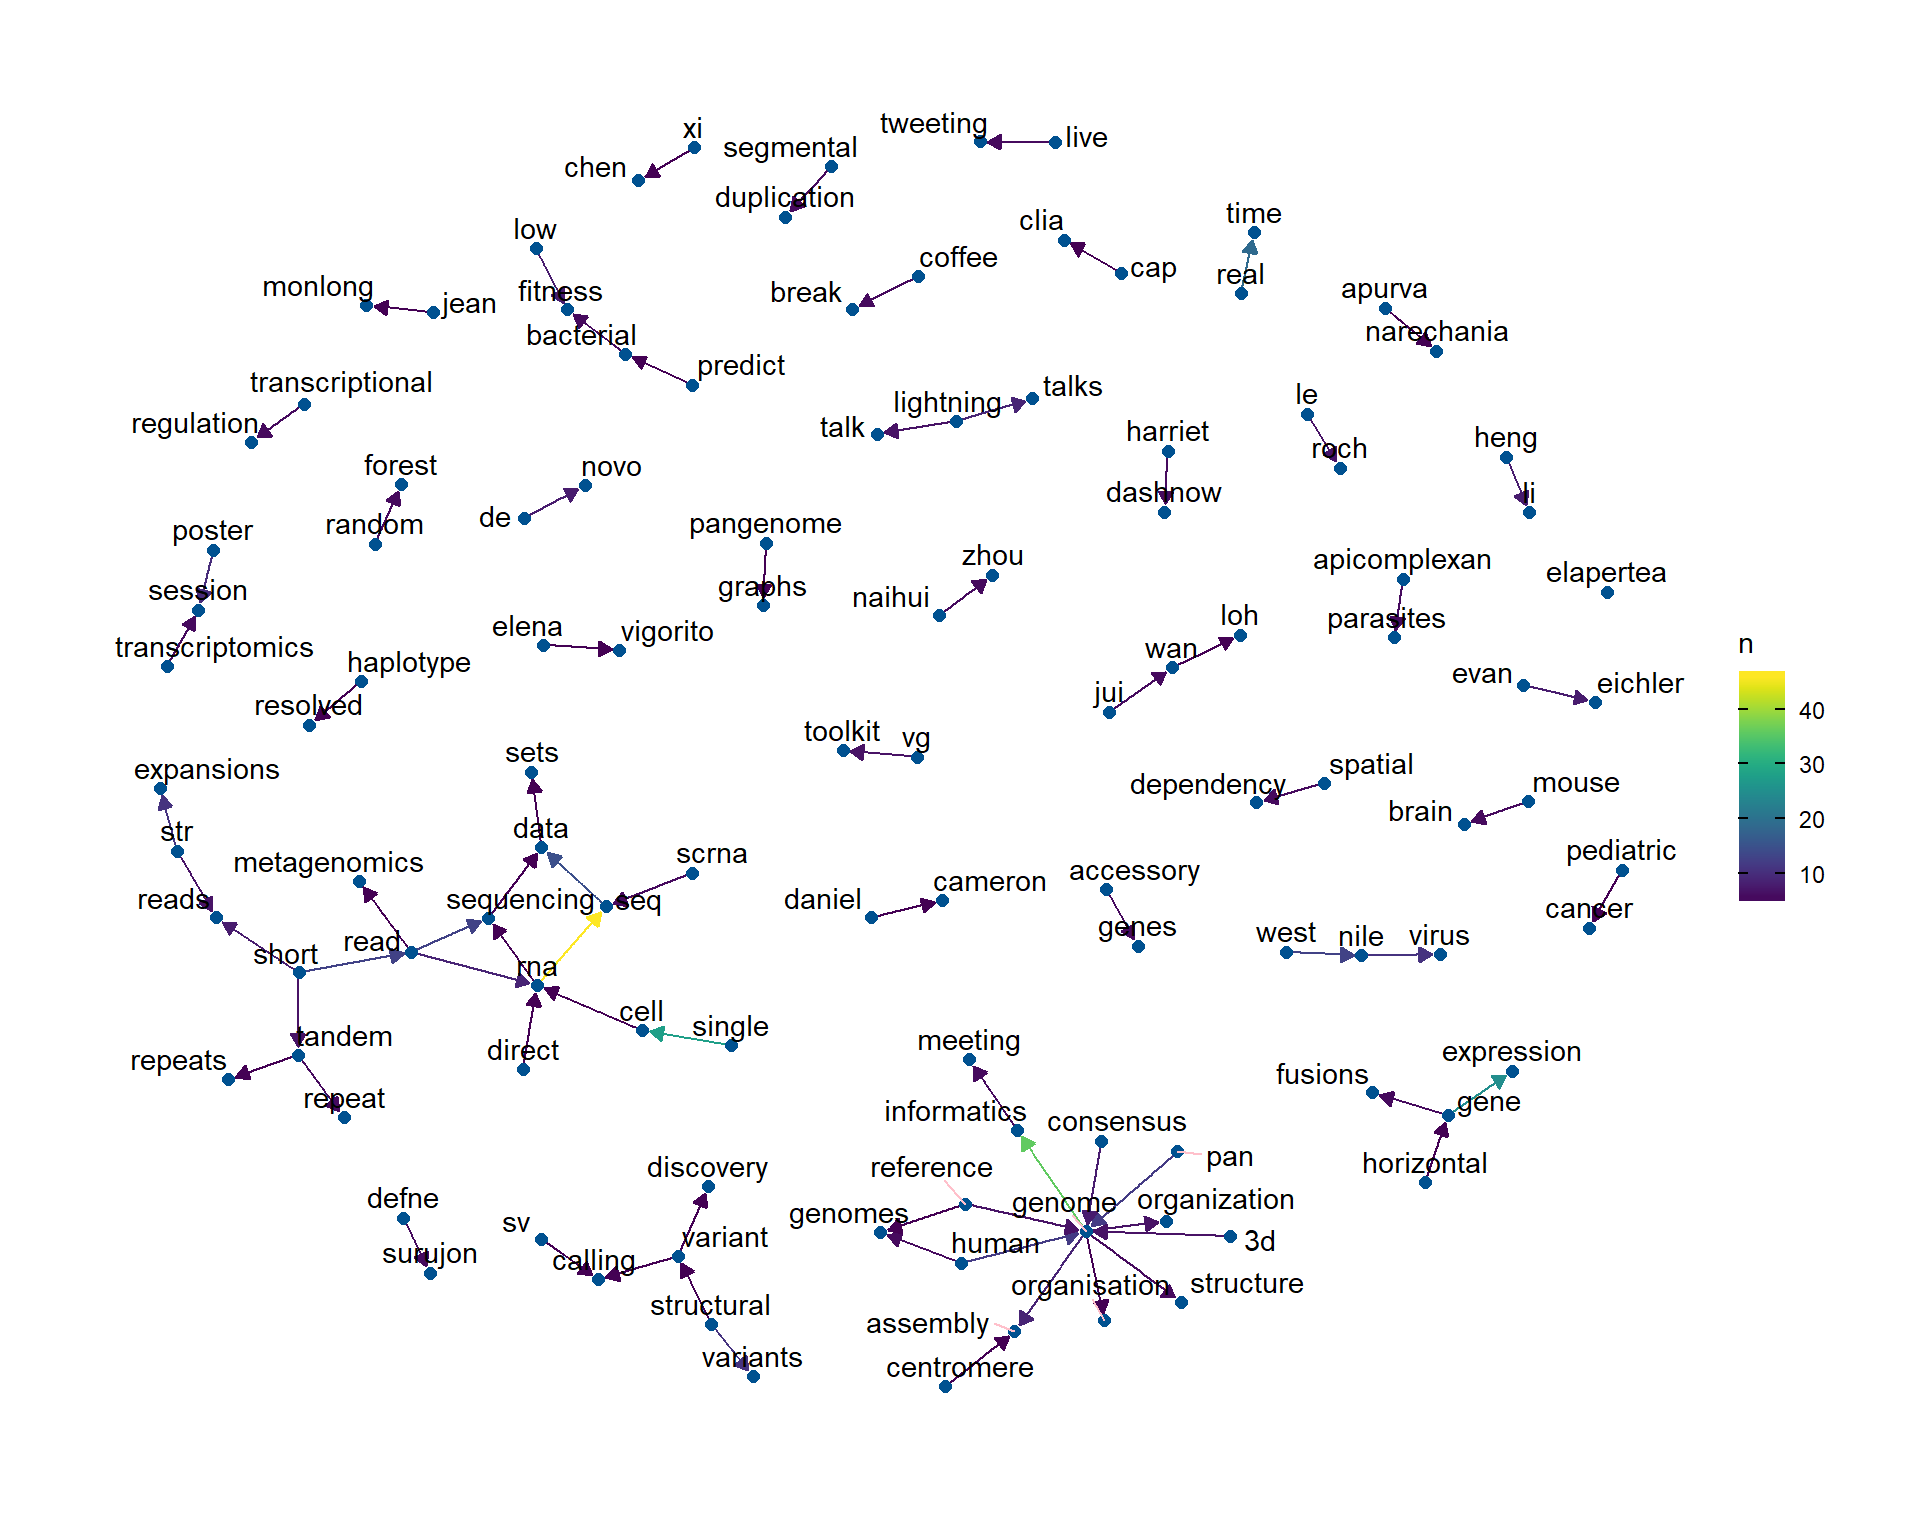 xi
tweeting
live
segmental
chen
duplication
clia
time
low
coffee
cap
real
monlong
fitness
break
apurva
jean
bacterial
narechania
predict
transcriptional
lightning
talks
le
regulation
talk
harriet
heng
roch
forest
novo
dashnow
li
poster
random
de
pangenome
zhou
apicomplexan
elapertea
session
graphs
naihui
loh
parasites
transcriptomics
elena
vigorito
wan
n
haplotype
evan
eichler
resolved
jui
toolkit
vg
40
sets
expansions
dependency
spatial
30
mouse
str
data
brain
20
metagenomics
scrna
accessory
pediatric
10
reads
sequencing
seq
daniel
cameron
cancer
short
read
genes
west
nile
virus
rna
cell
single
tandem
direct
meeting
expression
repeats
fusions
repeat
informatics
consensus
gene
discovery
reference
pan
horizontal
defne
genomes
genome
organization
sv
variant
human
3d
surujon
calling
organisation
structure
structural
assembly
variants
centromere